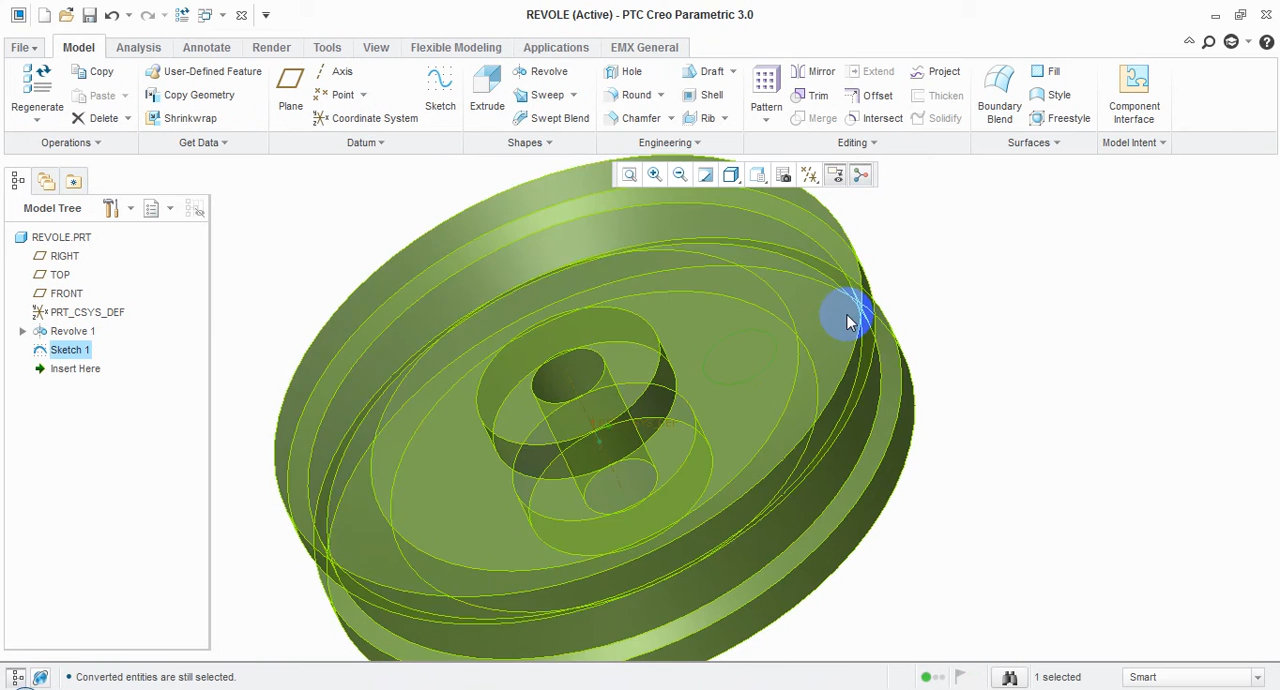 REVOLE (Active) - PTC Creo Parametric 3.0
File Model Analysis Annotate Render Tools View Flexible Modeling Applications EMX General
Regenerate
Copy
Paste
Delete
Operations
User-Defined Feature
Copy Geometry
Shrinkwrap
Get Data
Plane
Axis
Point
Coordinate System
Sketch
Datum
Extrude
Revolve
Sweep
Swept Blend
Shapes
Hole
Round
Chamfer
Draft
Shell
Rib
Engineering
Pattern
Mirror
Trim
Merge
Extend
Offset
Intersect
Project
Thicken
Solidify
Editing
Boundary
Blend
Fill
Style
Freestyle
Surfaces
Component
Interface
Model Intent
Model Tree
REVOLE.PRT
RIGHT
TOP
FRONT
PRT_CSYS_DEF
Revolve 1
Sketch 1
Insert Here
Converted entities are still selected.
1 selected
Smart